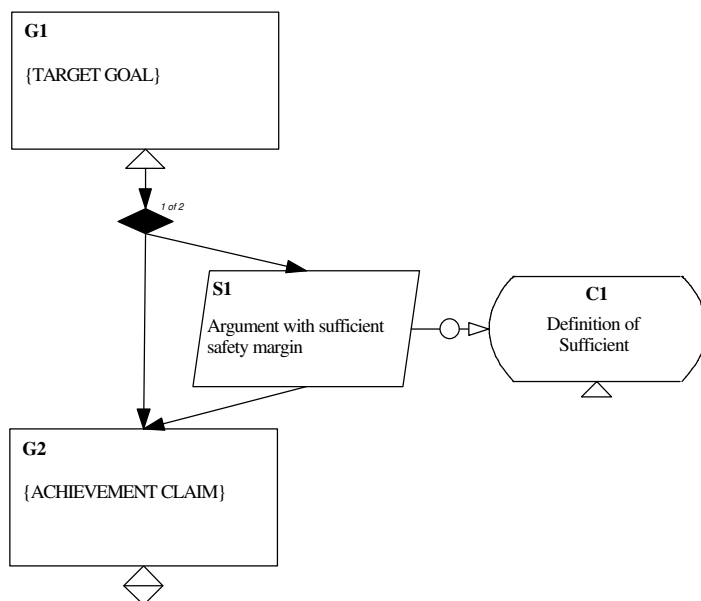 G1
{TARGET GOAL}
1 of 2
S1
Argument with sufficient
safety margin
C1
Definition of
Sufficient
G2
{ACHIEVEMENT CLAIM}